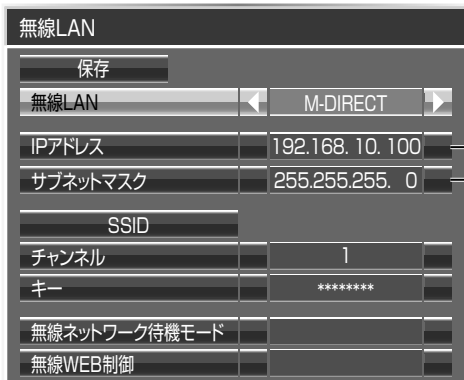 無線LAN
保存
無線LAN M-DIRECT
IPアドレス 192.168. 10. 100
サブネットマスク 255.255.255. 0
SSID
チャンネル 1
キー ********
無線ネットワーク待機モード
無線WEB制御